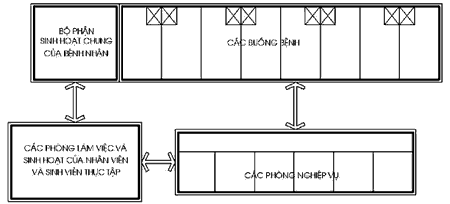 BỘ PHẬN
SINH HOẠT CHUNG
CỦA BỆNH NHÂN
CÁC BUỒNG BỆNH
CÁC PHÒNG LÀM VIỆC VÀ
SINH HOẠT CỦA NHÂN VIÊN
VÀ SINH VIÊN THỰC TẬP
CÁC PHÒNG NGHIỆP VỤ